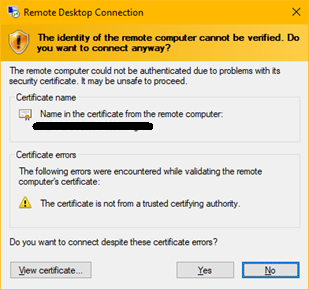 Remote Desktop Connection
The identity of the remote computer cannot be verified. Do
you want to connect anyway?
The remote computer could not be authenticated due to problems with its
security certificate. It may be unsafe to proceed.
Certificate name
Name in the certificate from the remote computer:
Certificate errors
The following errors were encountered while validating the remote
computer's certificate:
The certificate is not from a trusted certifying authority.
Do you want to connect despite these certificate errors?
View certificate...
Yes
No